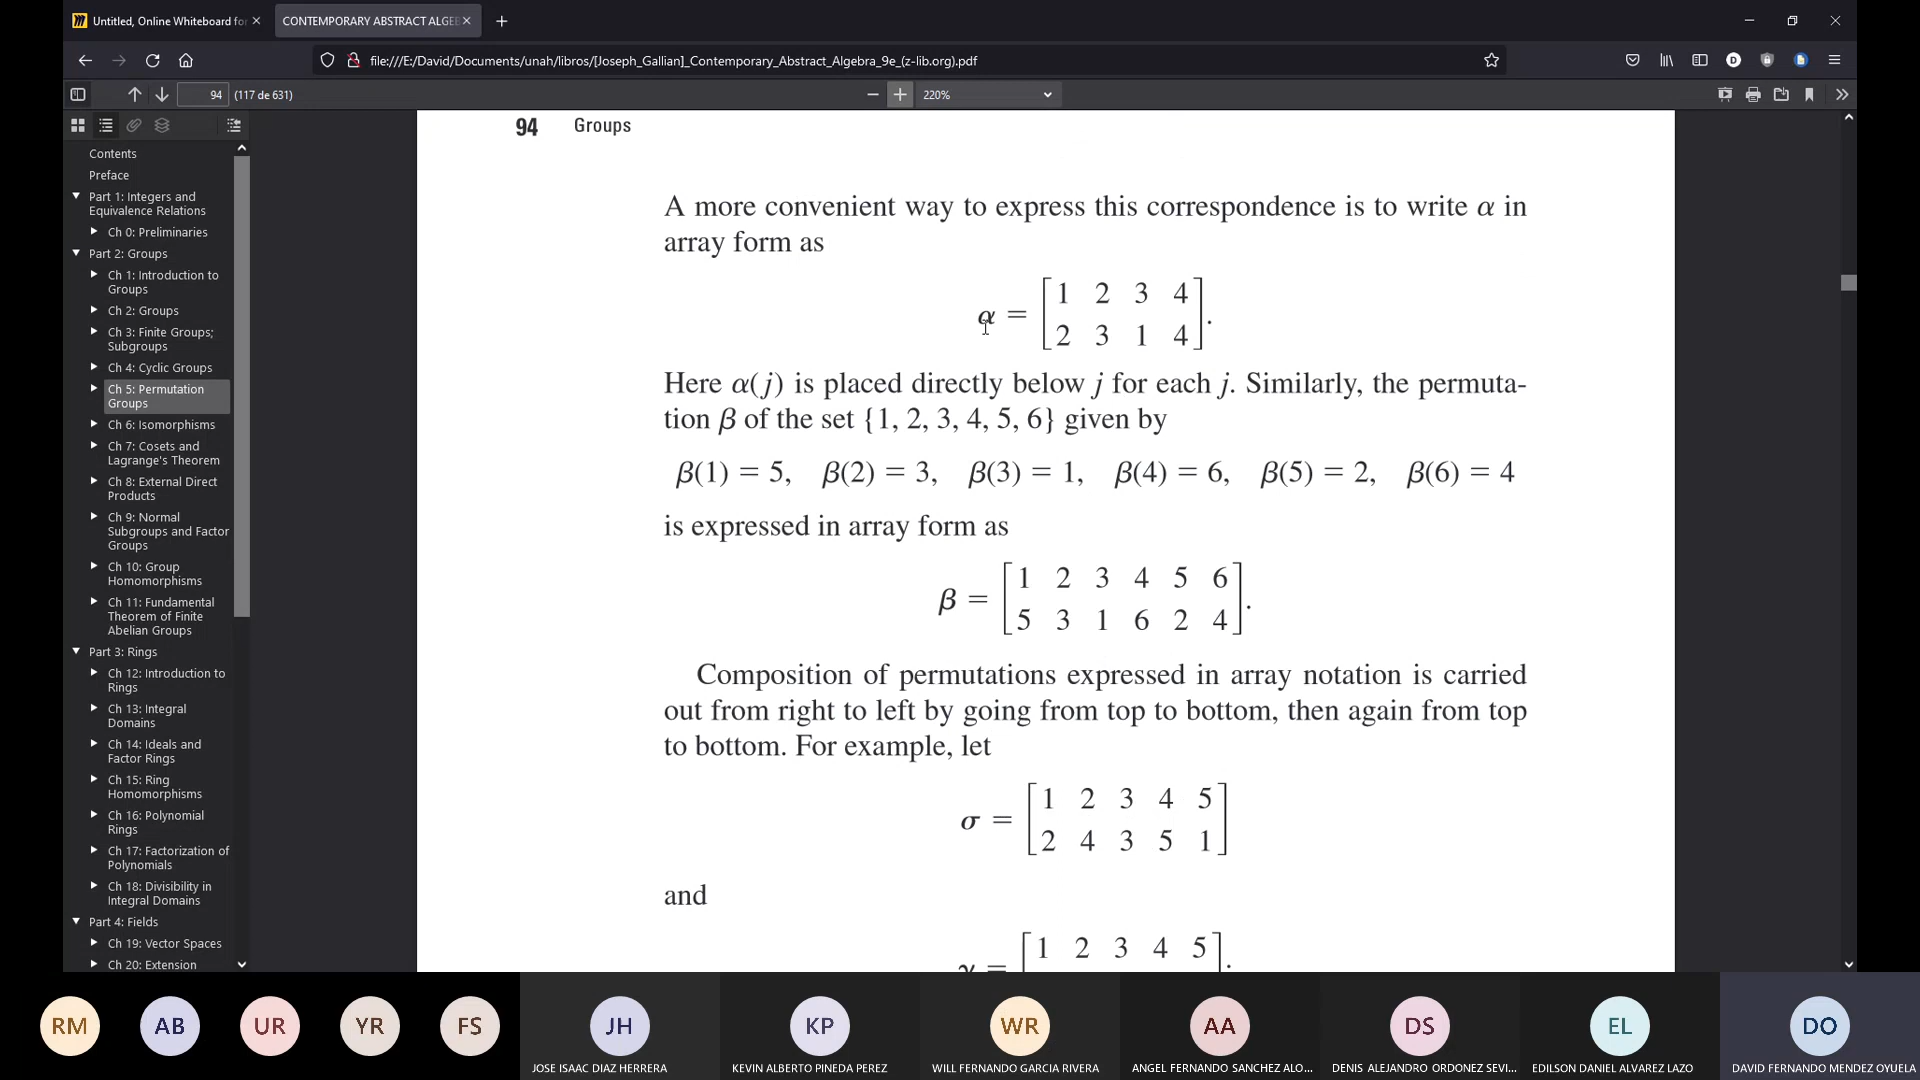 Untitled, Online Whiteboard for
CONTEMPORARY ABSTRACT ALGEB
file:///E:/David/Documents/unah/libros/[Joseph_Gallian]_Contemporary_Abstract_Algebra_9e_(z-lib.org).pdf
94 (117 de 631)
220%
Contents
Preface
Part 1: Integers and
Equivalence Relations
Ch 0: Preliminaries
Part 2: Groups
Ch 1: Introduction to
Groups
Ch 2: Groups
Ch 3: Finite Groups;
Subgroups
Ch 4: Cyclic Groups
Ch 5: Permutation
Groups
Ch 6: Isomorphisms
Ch 7: Cosets and
Lagrange's Theorem
Ch 8: External Direct
Products
Ch 9: Normal
Subgroups and Factor
Groups
Ch 10: Group
Homomorphisms
Ch 11: Fundamental
Theorem of Finite
Abelian Groups
Part 3: Rings
Ch 12: Introduction to
Rings
Ch 13: Integral
Domains
Ch 14: Ideals and
Factor Rings
Ch 15: Ring
Homomorphisms
Ch 16: Polynomial
Rings
Ch 17: Factorization of
Polynomials
Ch 18: Divisibility in
Integral Domains
Part 4: Fields
Ch 19: Vector Spaces
Ch 20: Extension
94 Groups
A more convenient way to express this correspondence is to write α in
array form as
α = [1 2 3 4
2 3 1 4].
Here α(j) is placed directly below j for each j. Similarly, the permuta-
tion β of the set {1, 2, 3, 4, 5, 6} given by
β(1) = 5, β(2) = 3, β(3) = 1, β(4) = 6, β(5) = 2, β(6) = 4
is expressed in array form as
β = [1 2 3 4 5 6
5 3 1 6 2 4].
Composition of permutations expressed in array notation is carried
out from right to left by going from top to bottom, then again from top
to bottom. For example, let
σ = [1 2 3 4 5
2 4 3 5 1]
and
γ = [1 2 3 4 5].
RM AB UR YR FS JH KP WR AA DS EL DO
JOSE ISAAC DIAZ HERRERA
KEVIN ALBERTO PINEDA PEREZ
WILL FERNANDO GARCIA RIVERA
ANGEL FERNANDO SANCHEZ ALO...
DENIS ALEJANDRO ORDONEZ SEVI...
EDILSON DANIEL ALVAREZ LAZO
DAVID FERNANDO MENDEZ OYUELA